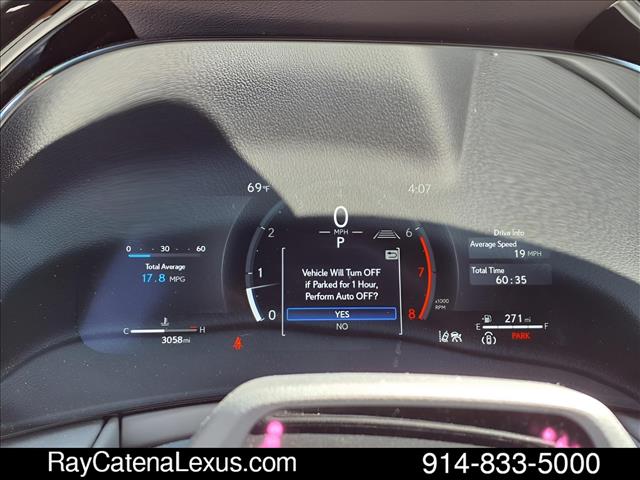 69°F
4:07
0
MPH
P
2
1
0
6
7
8
x1000
RPM
0 30 60
Total Average
17.8 MPG
Vehicle Will Turn OFF
if Parked for 1 Hour,
Perform Auto OFF?
YES
NO
Drive Info
Average Speed
19 MPH
Total Time
60:35
C H
3058 mi
271 mi
E F
PARK
RayCatenaLexus.com
914-833-5000